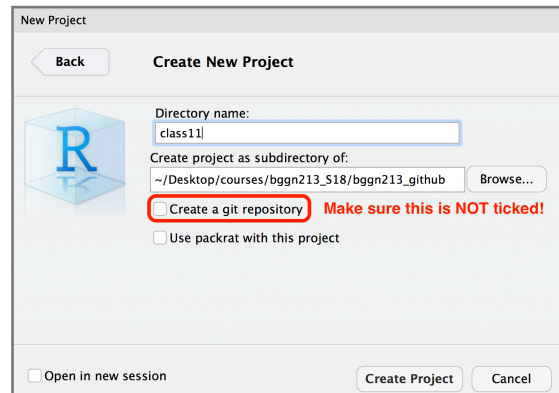 New Project
Back
Create New Project
R
Directory name:
class11
Create project as subdirectory of:
~/Desktop/courses/bggn213_S18/bggn213_github
Browse...
Create a git repository
Make sure this is NOT ticked!
Use packrat with this project
Open in new session
Create Project
Cancel